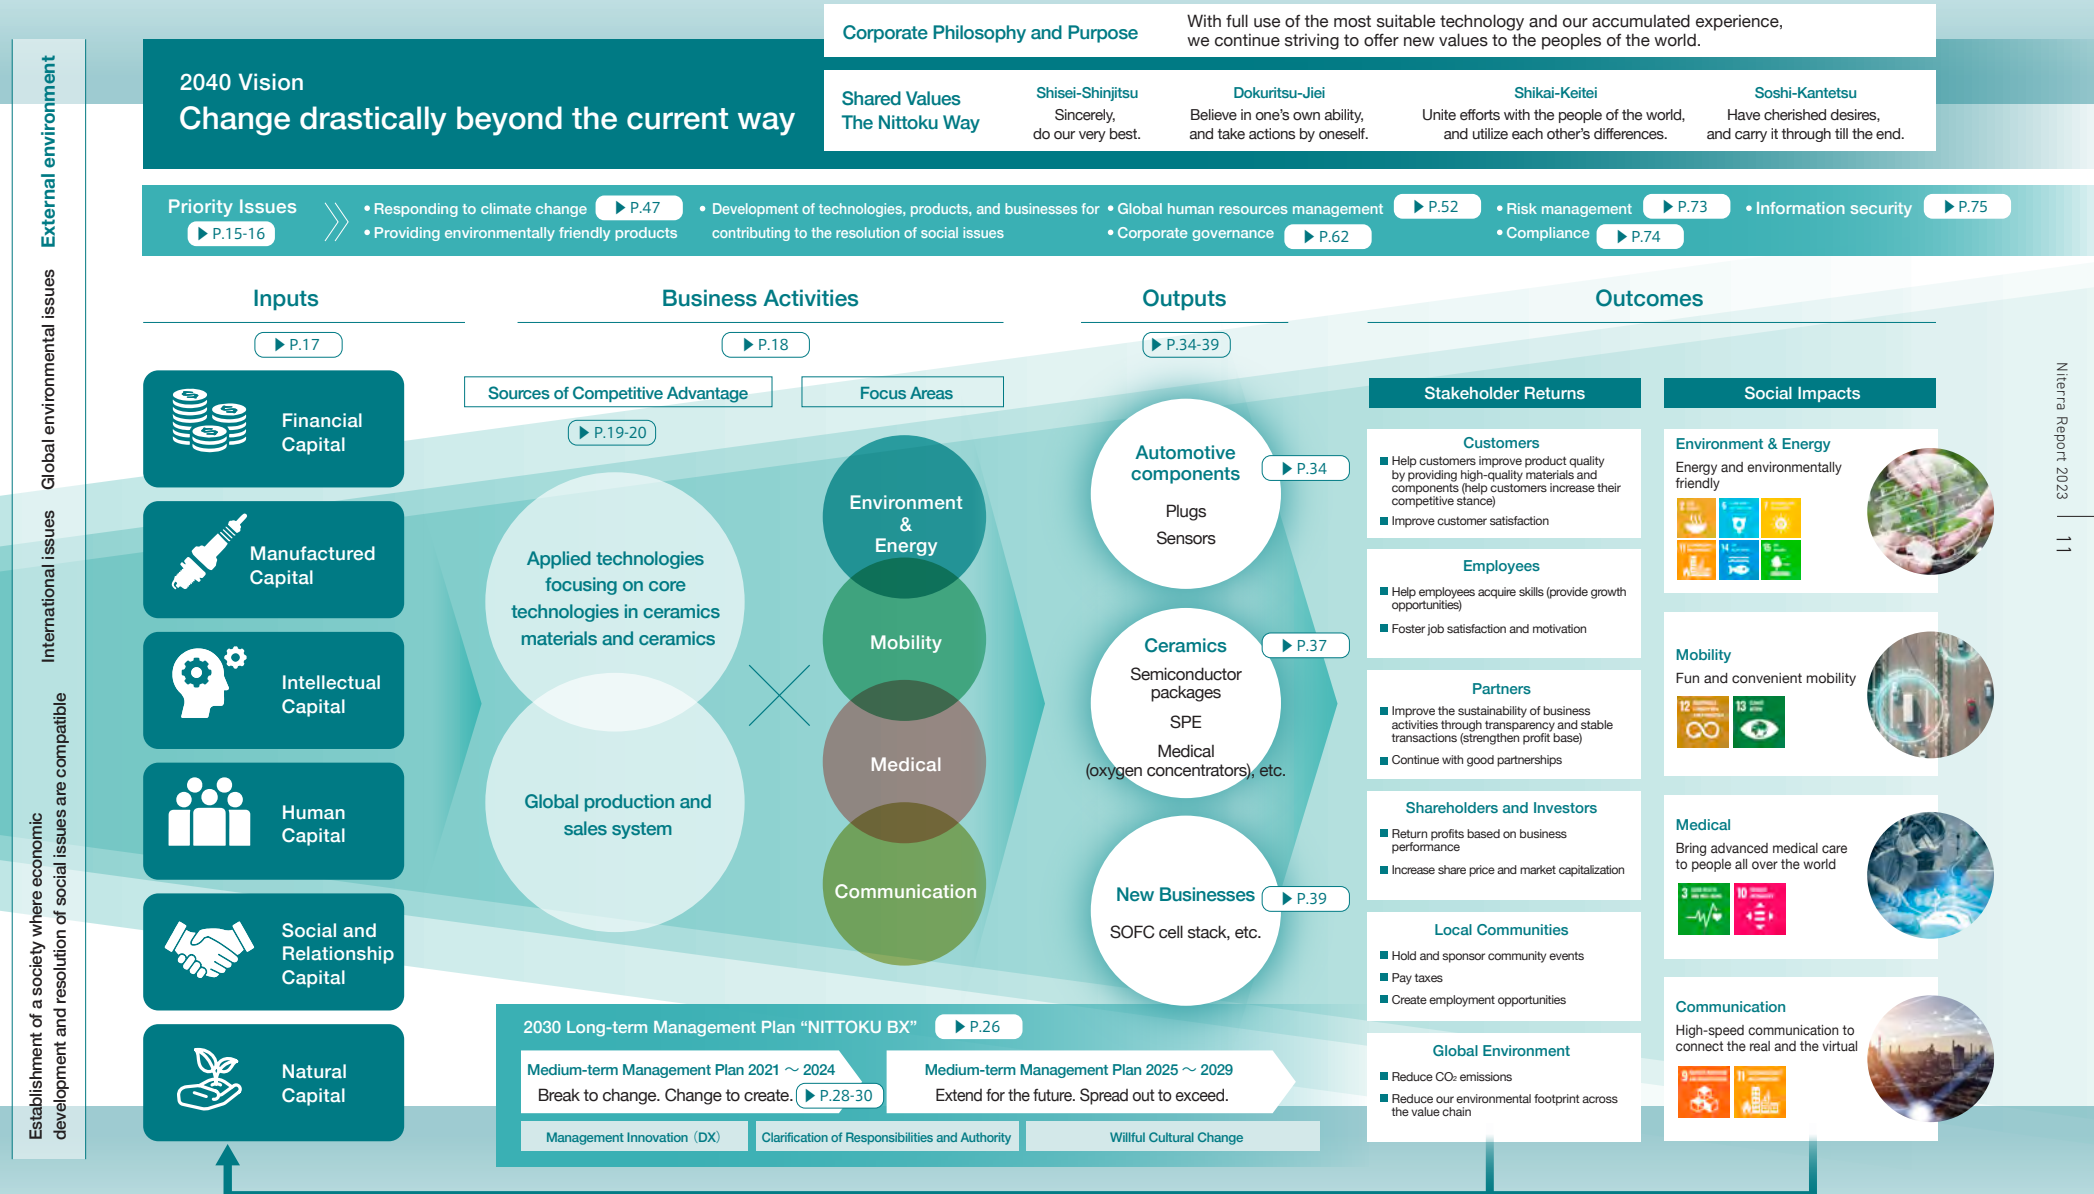 Corporate Philosophy and Purpose
With full use of the most suitable technology and our accumulated experience,
we continue striving to offer new values to the peoples of the world.
2040 Vision
Change drastically beyond the current way
Shared Values
The Nittoku Way
Shisei-Shinjitsu
Sincerely,
do our very best.
Dokuritsu-Jiei
Believe in one's own ability,
and take actions by oneself.
Shikai-Keitei
Unite efforts with the people of the world,
and utilize each other's differences.
Soshi-Kantetsu
Have cherished desires,
and carry it through till the end.
External environment
Global environmental issues
International issues
Establishment of a society where economic
development and resolution of social issues are compatible
Priority Issues
▶ P.15-16
• Responding to climate change ▶ P.47
• Providing environmentally friendly products
• Development of technologies, products, and businesses for
contributing to the resolution of social issues
• Global human resources management ▶ P.52
• Corporate governance ▶ P.62
• Risk management ▶ P.73
• Compliance ▶ P.74
• Information security ▶ P.75
Inputs
▶ P.17
Financial
Capital
Manufactured
Capital
Intellectual
Capital
Human
Capital
Social and
Relationship
Capital
Natural
Capital
Business Activities
▶ P.18
Sources of Competitive Advantage
▶ P.19-20
Applied technologies
focusing on core
technologies in ceramics
materials and ceramics
Global production and
sales system
Focus Areas
Environment
&
Energy
Mobility
Medical
Communication
Outputs
▶ P.34-39
Automotive
components
▶ P.34
Plugs
Sensors
Ceramics
▶ P.37
Semiconductor
packages
SPE
Medical
(oxygen concentrators), etc.
New Businesses
▶ P.39
SOFC cell stack, etc.
2030 Long-term Management Plan “NITTOKU BX” ▶ P.26
Medium-term Management Plan 2021 ～ 2024
Break to change. Change to create. ▶ P.28-30
Medium-term Management Plan 2025 ～ 2029
Extend for the future. Spread out to exceed.
Management Innovation（DX）
Clarification of Responsibilities and Authority
Willful Cultural Change
Outcomes
Stakeholder Returns
Customers
■ Help customers improve product quality
by providing high-quality materials and
components (help customers increase their
competitive stance)
■ Improve customer satisfaction
Employees
■ Help employees acquire skills (provide growth
opportunities)
■ Foster job satisfaction and motivation
Partners
■ Improve the sustainability of business
activities through transparency and stable
transactions (strengthen profit base)
■ Continue with good partnerships
Shareholders and Investors
■ Return profits based on business
performance
■ Increase share price and market capitalization
Local Communities
■ Hold and sponsor community events
■ Pay taxes
■ Create employment opportunities
Global Environment
■ Reduce CO₂ emissions
■ Reduce our environmental footprint across
the value chain
Social Impacts
Environment & Energy
Energy and environmentally
friendly
2
6
7
11
14
15
Mobility
Fun and convenient mobility
12
13
Medical
Bring advanced medical care
to people all over the world
3
10
Communication
High-speed communication to
connect the real and the virtual
9
11
Niterra Report 2023
11